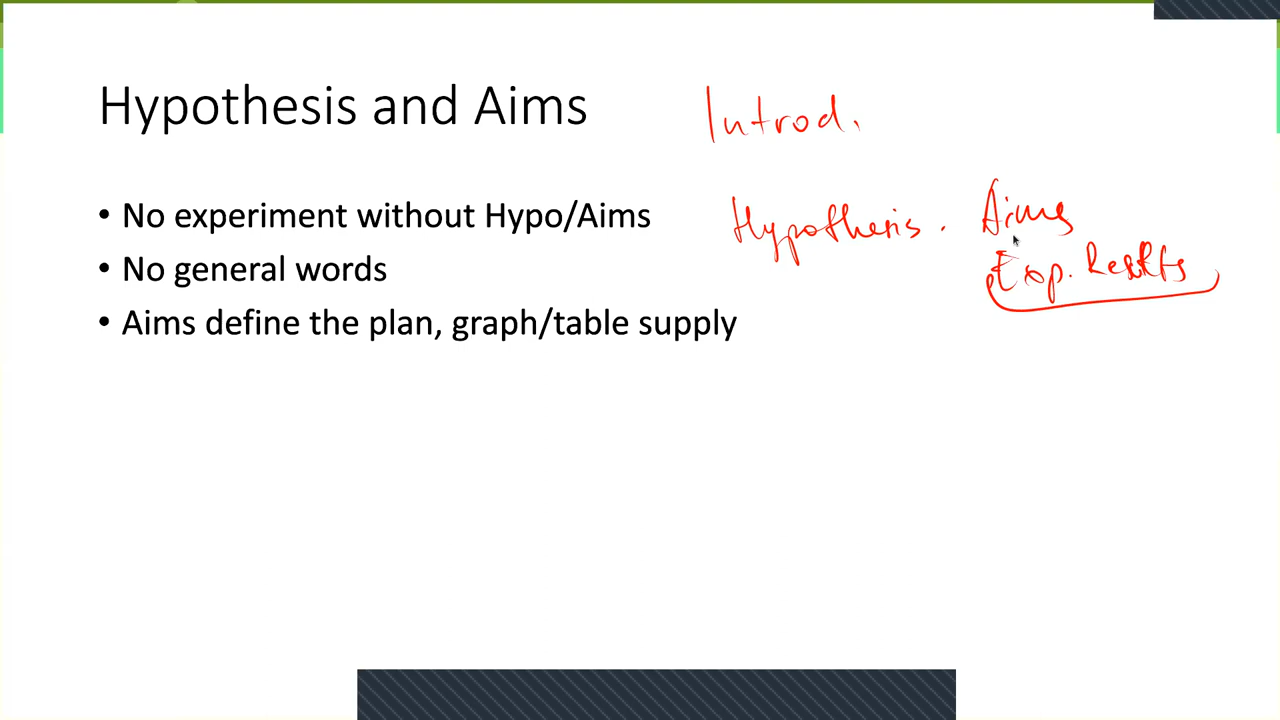 Hypothesis and Aims
Introd.
• No experiment without Hypo/Aims
• No general words
• Aims define the plan, graph/table supply
Hypothesis. Aims
Exp. Results